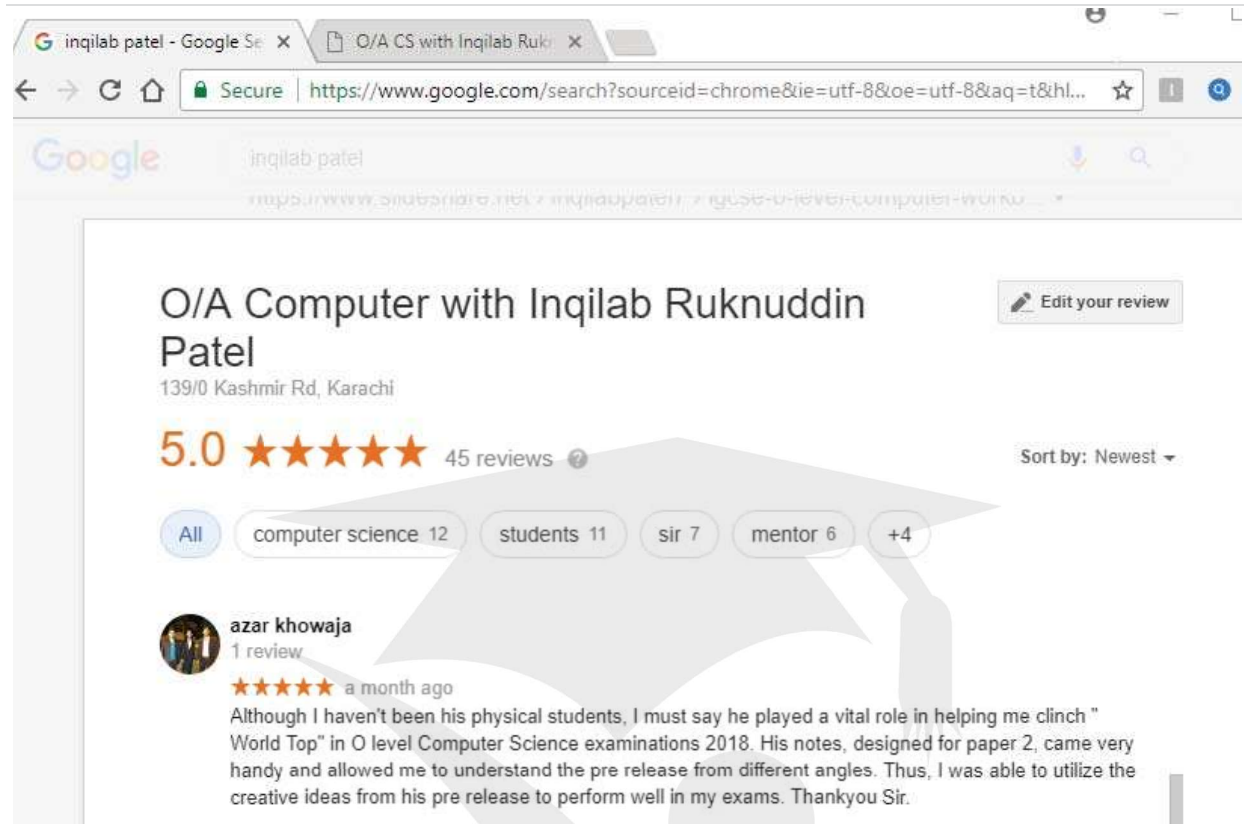 inqilab patel - Google Se
O/A CS with Inqilab Ruk
Secure | https://www.google.com/search?sourceid=chrome&ie=utf-8&oe=utf-8&aq=t&hl...
Google
inqilab patel
O/A Computer with Inqilab Ruknuddin
Patel
Edit your review
139/0 Kashmir Rd, Karachi
5.0 ★★★★★ 45 reviews
Sort by: Newest
All
computer science 12
students 11
sir 7
mentor 6
+4
azar khowaja
1 review
★★★★★ a month ago
Although I haven't been his physical students, I must say he played a vital role in helping me clinch "
World Top" in O level Computer Science examinations 2018. His notes, designed for paper 2, came very
handy and allowed me to understand the pre release from different angles. Thus, I was able to utilize the
creative ideas from his pre release to perform well in my exams. Thankyou Sir.